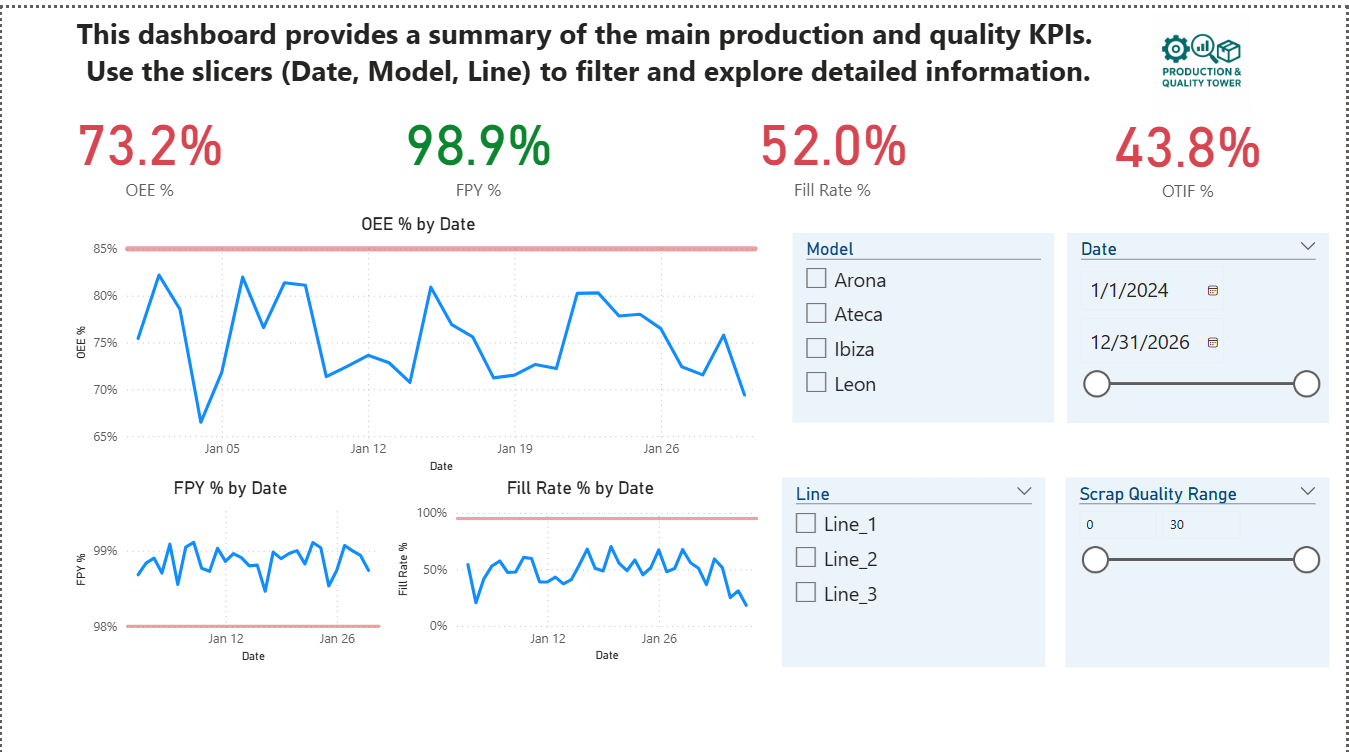 This dashboard provides a summary of the main production and quality KPIs.
Use the slicers (Date, Model, Line) to filter and explore detailed information.
PRODUCTION &
QUALITY TOWER
73.2%
OEE %
98.9%
FPY %
52.0%
Fill Rate %
43.8%
OTIF %
OEE % by Date
85%
80%
75%
70%
65%
OEE %
Jan 05
Jan 12
Jan 19
Jan 26
Date
Model
Arona
Ateca
Ibiza
Leon
Date
1/1/2024
12/31/2026
FPY % by Date
99%
98%
FPY %
Jan 12
Jan 26
Date
Fill Rate % by Date
100%
50%
0%
Fill Rate %
Jan 12
Jan 26
Date
Line
Line_1
Line_2
Line_3
Scrap Quality Range
0
30